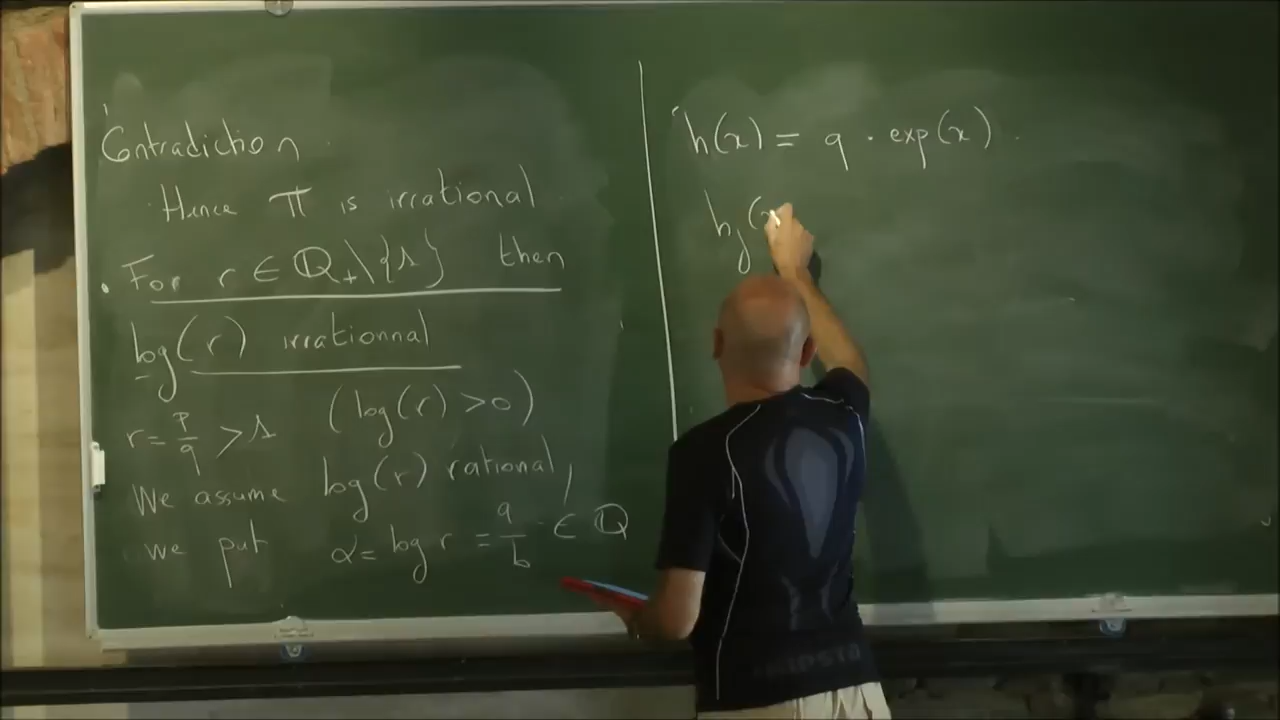 Contradiction
Hence π is irrational
. For r ∈ ℚ₊\{1} then
log(r) irrationnal
r = p/q > 1 (log(r) > 0)
We assume log(r) rational,
we put α = log r = a/b ∈ ℚ
h(x) = q · exp(x).
h_j(x